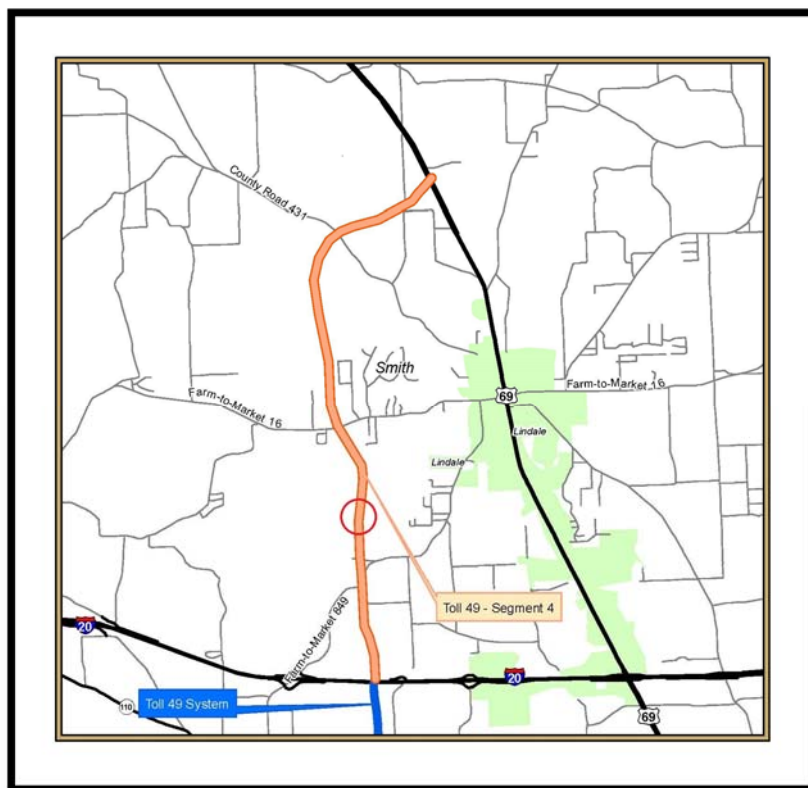 County Road 431
Smith
Farm-to-Market 16
69
Farm-to-Market 16
Lindale
Lindale
Toll 49 - Segment 4
Farm-to-Market 849
20
20
110
Toll 49 System
69